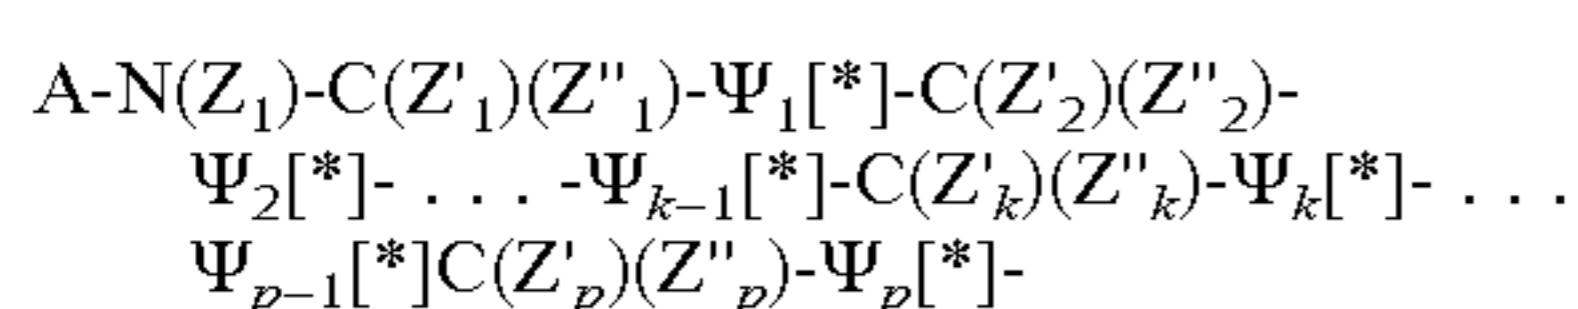 A-N(Z₁)-C(Z'₁)(Z"₁)-Ψ₁[*]-C(Z'₂)(Z"₂)-
Ψ₂[*]- . . . -Ψₖ₋₁[*]-C(Z'ₖ)(Z"ₖ)-Ψₖ[*]- . . .
Ψₚ₋₁[*]C(Z'ₚ)(Z"ₚ)-Ψₚ[*]-